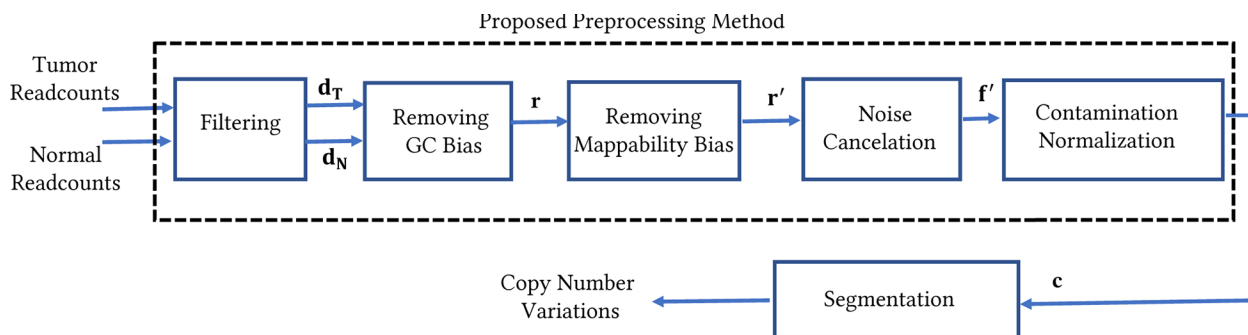 Proposed Preprocessing Method
Tumor
Readcounts
Normal
Readcounts
Filtering
d_T
d_N
Removing
GC Bias
r
Removing
Mappability Bias
r′
Noise
Cancelation
f′
Contamination
Normalization
c
Segmentation
Copy Number
Variations